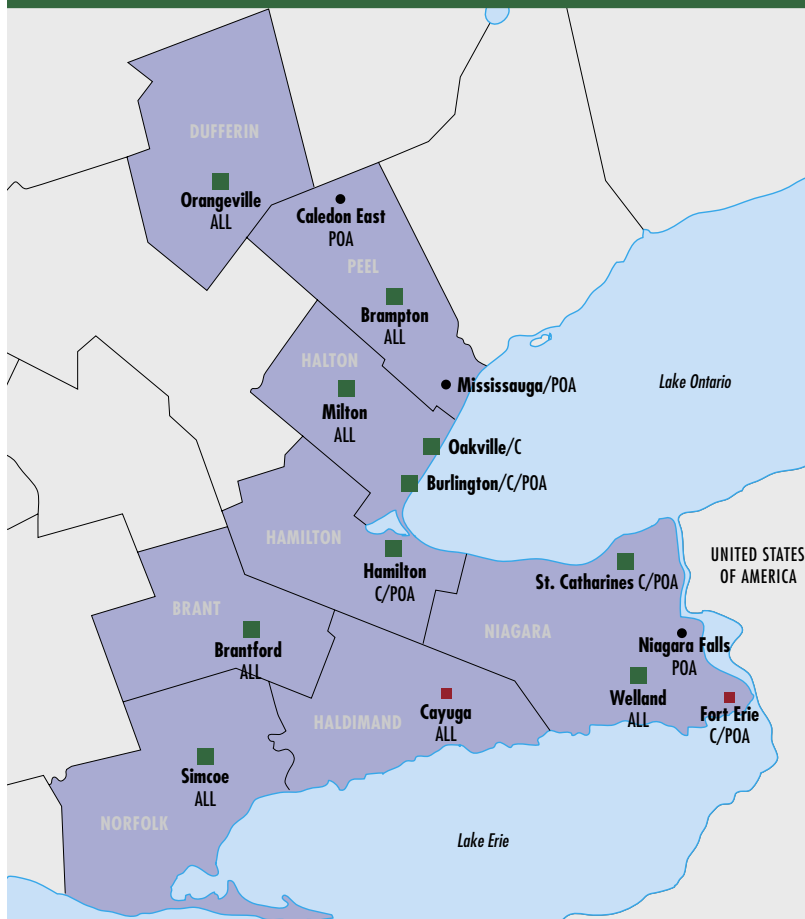 DUFFERIN
Orangeville
ALL
Caledon East
POA
PEEL
Brampton
ALL
HALTON
Milton
ALL
Mississauga/POA
Lake Ontario
Oakville/C
Burlington/C/POA
HAMILTON
Hamilton
C/POA
St. Catharines C/POA
UNITED STATES
OF AMERICA
BRANT
Brantford
ALL
NIAGARA
Niagara Falls
POA
Welland
ALL
Fort Erie
C/POA
HALDIMAND
Cayuga
ALL
Simcoe
ALL
NORFOLK
Lake Erie